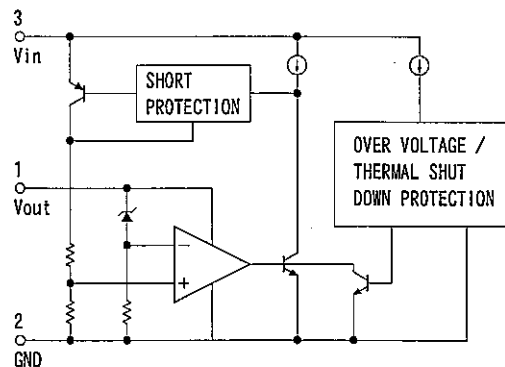 3
Vin
SHORT
PROTECTION
OVER VOLTAGE /
THERMAL SHUT
DOWN PROTECTION
1
Vout
−
+
2
GND